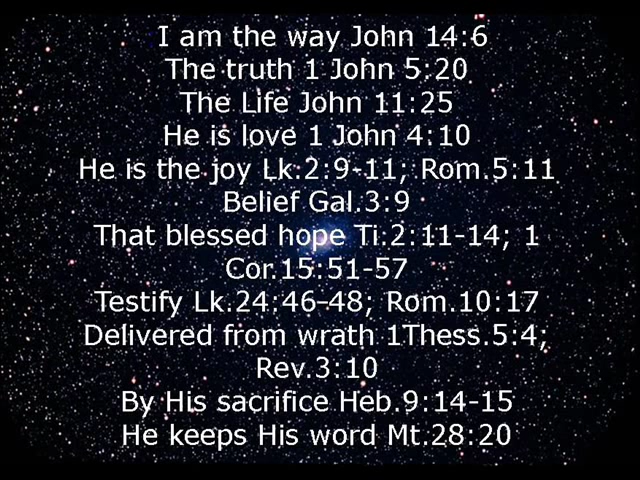 I am the way John 14:6
The truth 1 John 5:20
The Life John 11:25
He is love 1 John 4:10
He is the joy Lk.2:9-11; Rom.5:11
Belief Gal.3:9
That blessed hope Ti.2:11-14; 1
Cor.15:51-57
Testify Lk.24:46-48; Rom.10:17
Delivered from wrath 1Thess.5:4;
Rev.3:10
By His sacrifice Heb.9:14-15
He keeps His word Mt.28:20